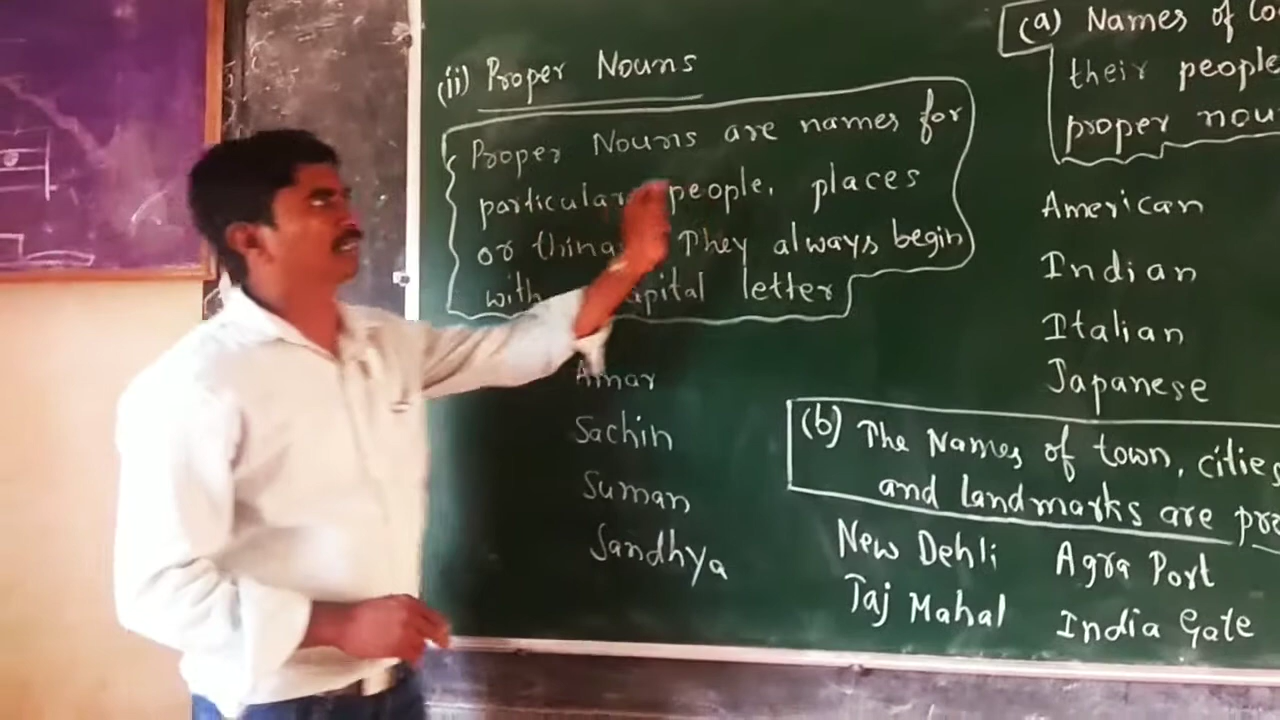 (ii) Proper Nouns
Proper Nouns are names for
particular people, places
or things. They always begin
with capital letter
Amar
Sachin
Suman
Sandhya
(a) Names of
their people
proper
American
Indian
Italian
Japanese
(b) The Names of town, cities
and landmarks are
New Dehli Agra Port
Taj Mahal India Gate